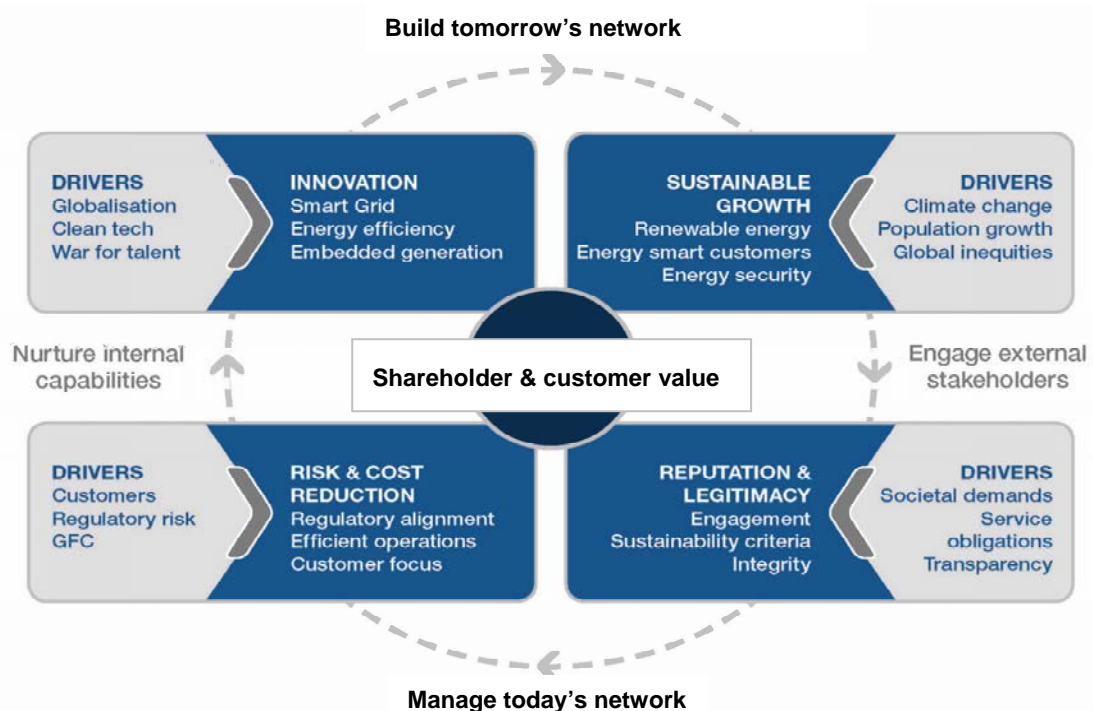 Build tomorrow's network
DRIVERS
Globalisation
Clean tech
War for talent
INNOVATION
Smart Grid
Energy efficiency
Embedded generation
SUSTAINABLE
GROWTH
Renewable energy
Energy smart customers
Energy security
DRIVERS
Climate change
Population growth
Global inequities
Nurture internal
capabilities
Shareholder & customer value
Engage external
stakeholders
DRIVERS
Customers
Regulatory risk
GFC
RISK & COST
REDUCTION
Regulatory alignment
Efficient operations
Customer focus
REPUTATION &
LEGITIMACY
Engagement
Sustainability criteria
Integrity
DRIVERS
Societal demands
Service
obligations
Transparency
Manage today's network